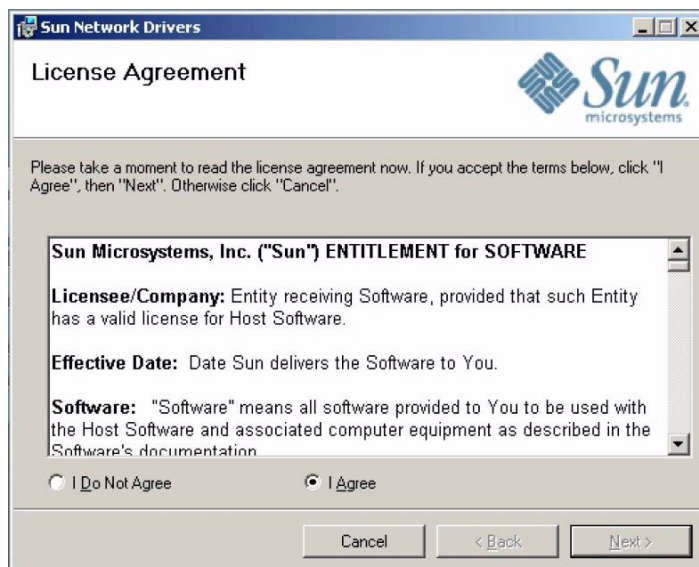 Sun Network Drivers
License Agreement
Sun
microsystems
Please take a moment to read the license agreement now. If you accept the terms below, click "I
Agree", then "Next". Otherwise click "Cancel".
Sun Microsystems, Inc. ("Sun") ENTITLEMENT for SOFTWARE
Licensee/Company: Entity receiving Software, provided that such Entity
has a valid license for Host Software.
Effective Date: Date Sun delivers the Software to You.
Software: "Software" means all software provided to You to be used with
the Host Software and associated computer equipment as described in the
Software's documentation
I Do Not Agree
I Agree
Cancel
< Back
Next >